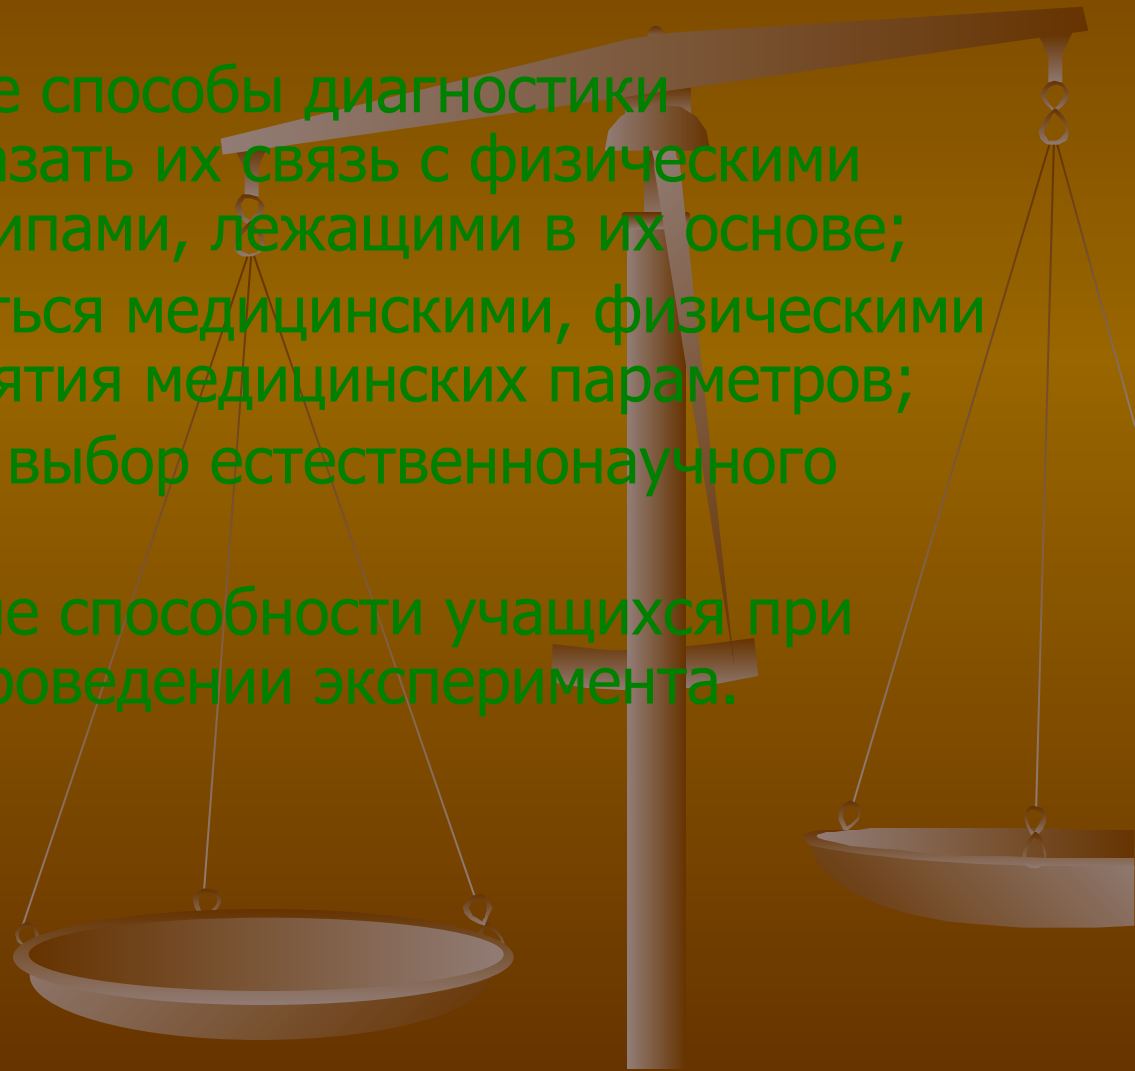 е способы диагностики
азать их связь с физическими
ипами, лежащими в их основе;
ться медицинскими, физическими
ятия медицинских параметров;
выбор естественнонаучного
ие способности учащихся при
роведении эксперимента.